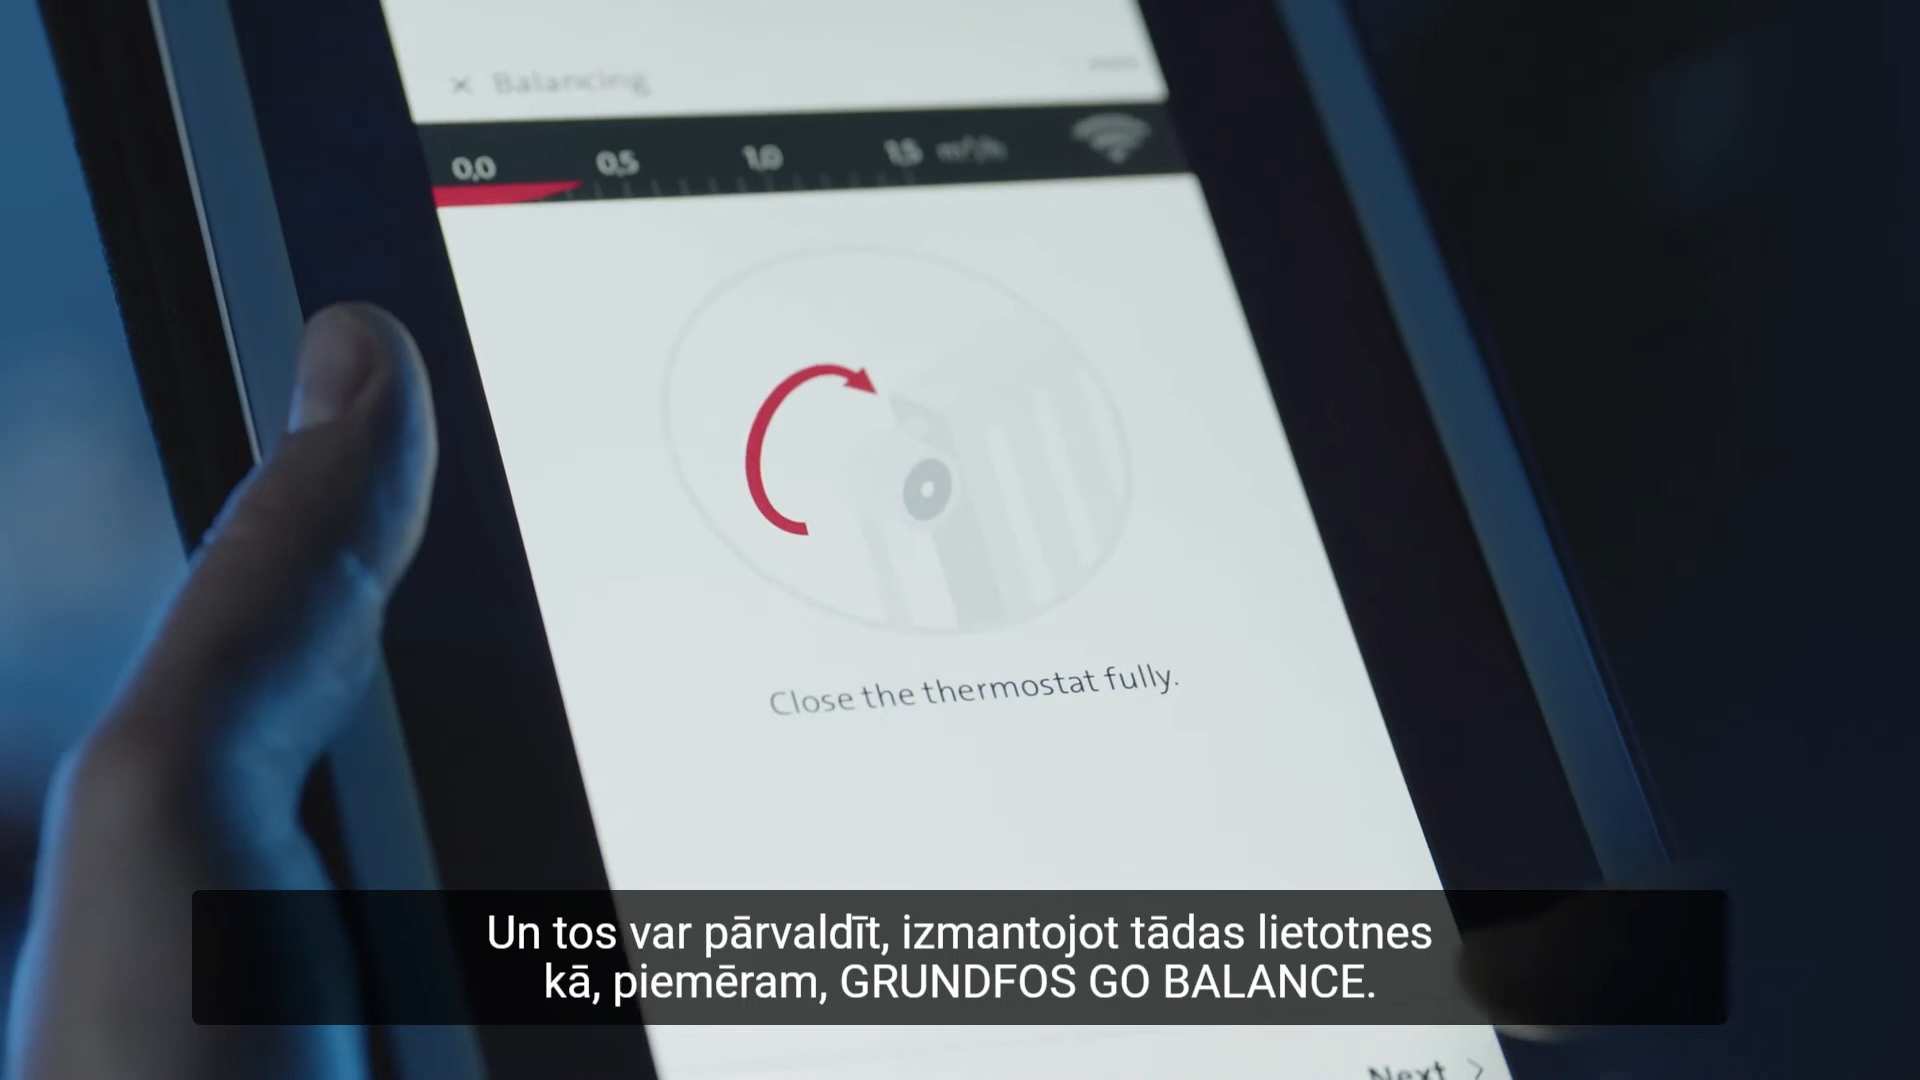 × Balancing
0,0 0,5 1,0 1,5 m³/h
Close the thermostat fully.
Un tos var pārvaldīt, izmantojot tādas lietotnes
kā, piemēram, GRUNDFOS GO BALANCE.
Next >